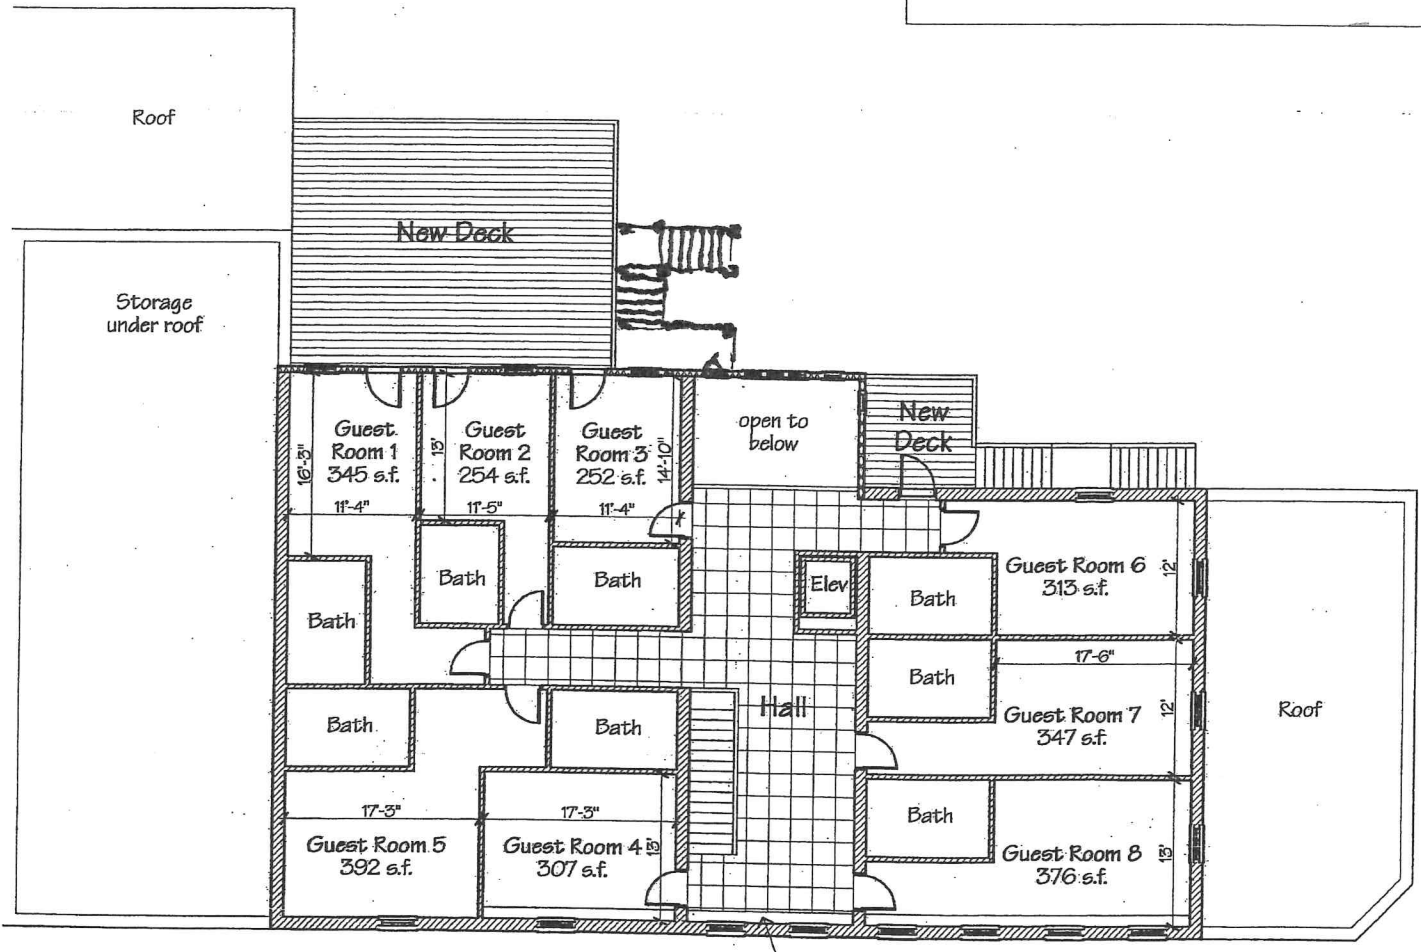 Roof
New Deck
Storage
under roof
Guest
Room 1
345 s.f.
16'-3"
11'-4"
Guest
Room 2
254 s.f.
13'
11'-5"
Guest
Room 3
252 s.f.
14'-10"
11'-4"
open to
below
New
Deck
Bath
Bath
Bath
Elev
Bath
Guest Room 6
313 s.f.
12'
Bath
Bath
Hall
Bath
17'-6"
Guest Room 7
347 s.f.
12'
Roof
17'-3"
Guest Room 5
392 s.f.
17'-3"
Guest Room 4
307 s.f.
13'
Bath
Guest Room 8
376 s.f.
13'